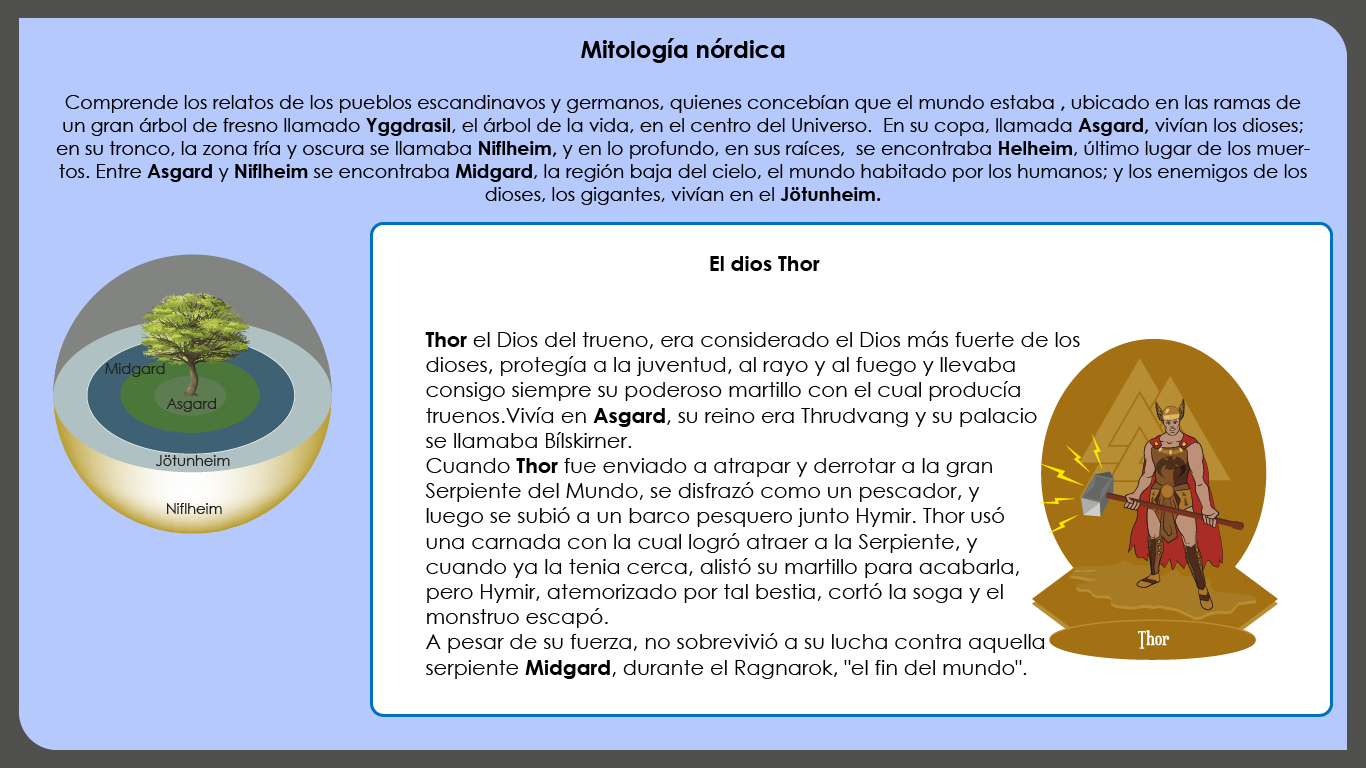 Mitología nórdica
Comprende los relatos de los pueblos escandinavos y germanos, quienes concebían que el mundo estaba , ubicado en las ramas de
un gran árbol de fresno llamado Yggdrasil, el árbol de la vida, en el centro del Universo.  En su copa, llamada Asgard, vivían los dioses;
en su tronco, la zona fría y oscura se llamaba Niflheim, y en lo profundo, en sus raíces,  se encontraba Helheim, último lugar de los muer-
tos. Entre Asgard y Niflheim se encontraba Midgard, la región baja del cielo, el mundo habitado por los humanos; y los enemigos de los
dioses, los gigantes, vivían en el Jötunheim.
Midgard
Asgard
Jötunheim
Niflheim
El dios Thor
Thor el Dios del trueno, era considerado el Dios más fuerte de los
dioses, protegía a la juventud, al rayo y al fuego y llevaba
consigo siempre su poderoso martillo con el cual producía
truenos.Vivía en Asgard, su reino era Thrudvang y su palacio
se llamaba Bílskirner.
Cuando Thor fue enviado a atrapar y derrotar a la gran
Serpiente del Mundo, se disfrazó como un pescador, y
luego se subió a un barco pesquero junto Hymir. Thor usó
una carnada con la cual logró atraer a la Serpiente, y
cuando ya la tenia cerca, alistó su martillo para acabarla,
pero Hymir, atemorizado por tal bestia, cortó la soga y el
monstruo escapó.
A pesar de su fuerza, no sobrevivió a su lucha contra aquella
serpiente Midgard, durante el Ragnarok, "el fin del mundo".
Thor